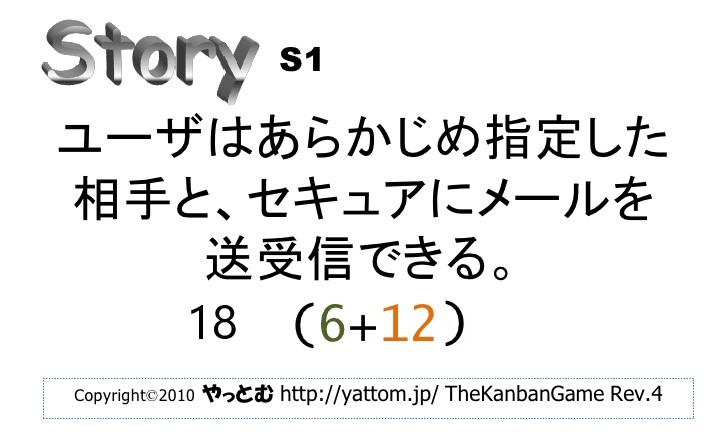 Story S1
ユーザはあらかじめ指定した
相手と、セキュアにメールを
送受信できる。
18 （6+12）
Copyright©2010 やっとむ http://yattom.jp/ TheKanbanGame Rev.4